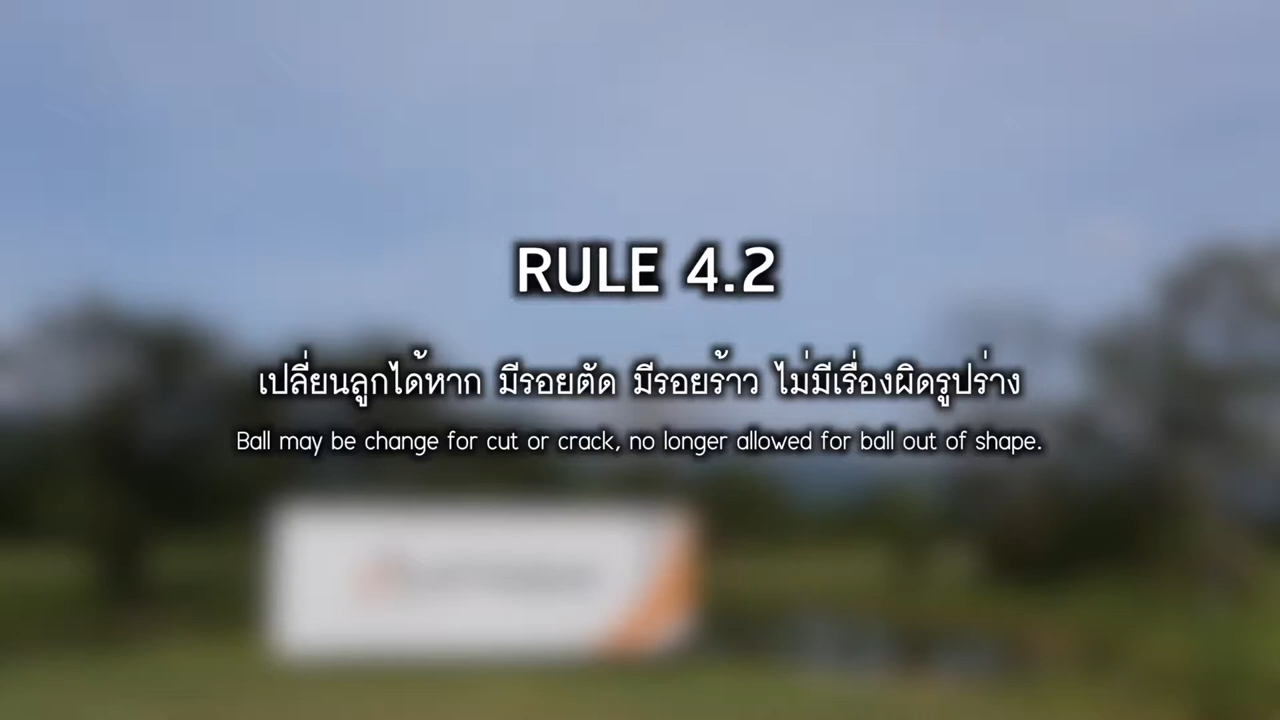 RULE 4.2
เปลี่ยนลูกได้หาก มีรอยตัด มีรอยร้าว ไม่มีเรื่องผิดรูปร่าง
Ball may be change for cut or crack, no longer allowed for ball out of shape.